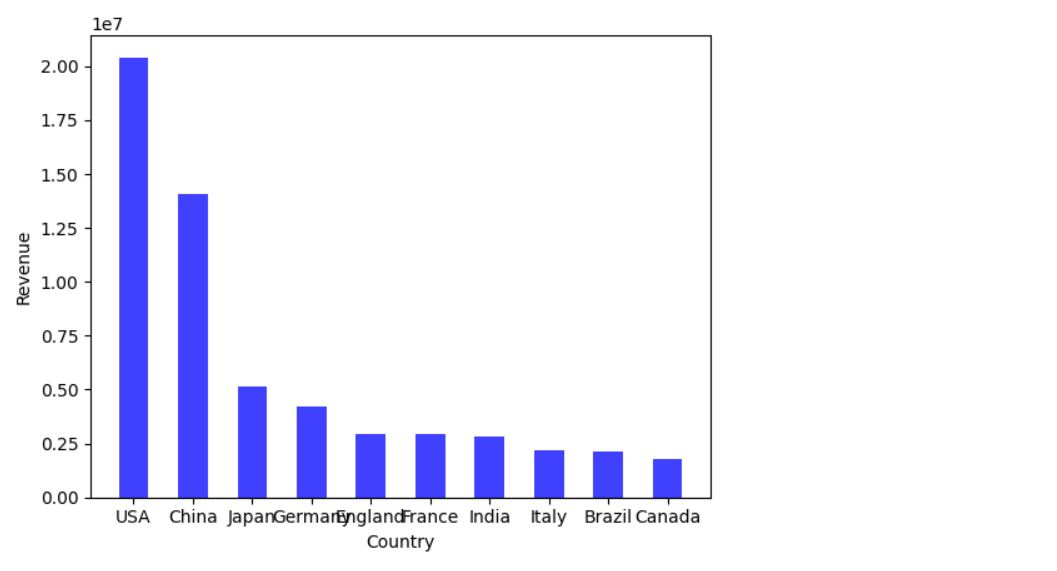 1e7
2.00
1.75
1.50
1.25
1.00
0.75
0.50
0.25
0.00
Revenue
USA China Japan Germany England France India Italy Brazil Canada
Country